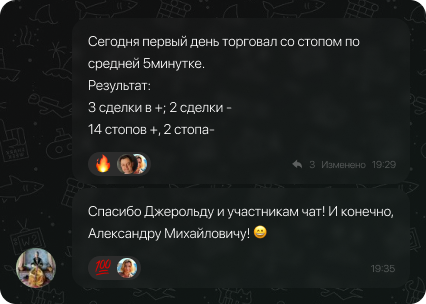 Сегодня первый день торговал со стопом по
средней 5минутке.
Результат:
3 сделки в +; 2 сделки -
14 стопов +, 2 стопа-
3 Изменено 19:29
Спасибо Джерольду и участникам чат! И конечно,
Александру Михайловичу! 😄
💯
19:35